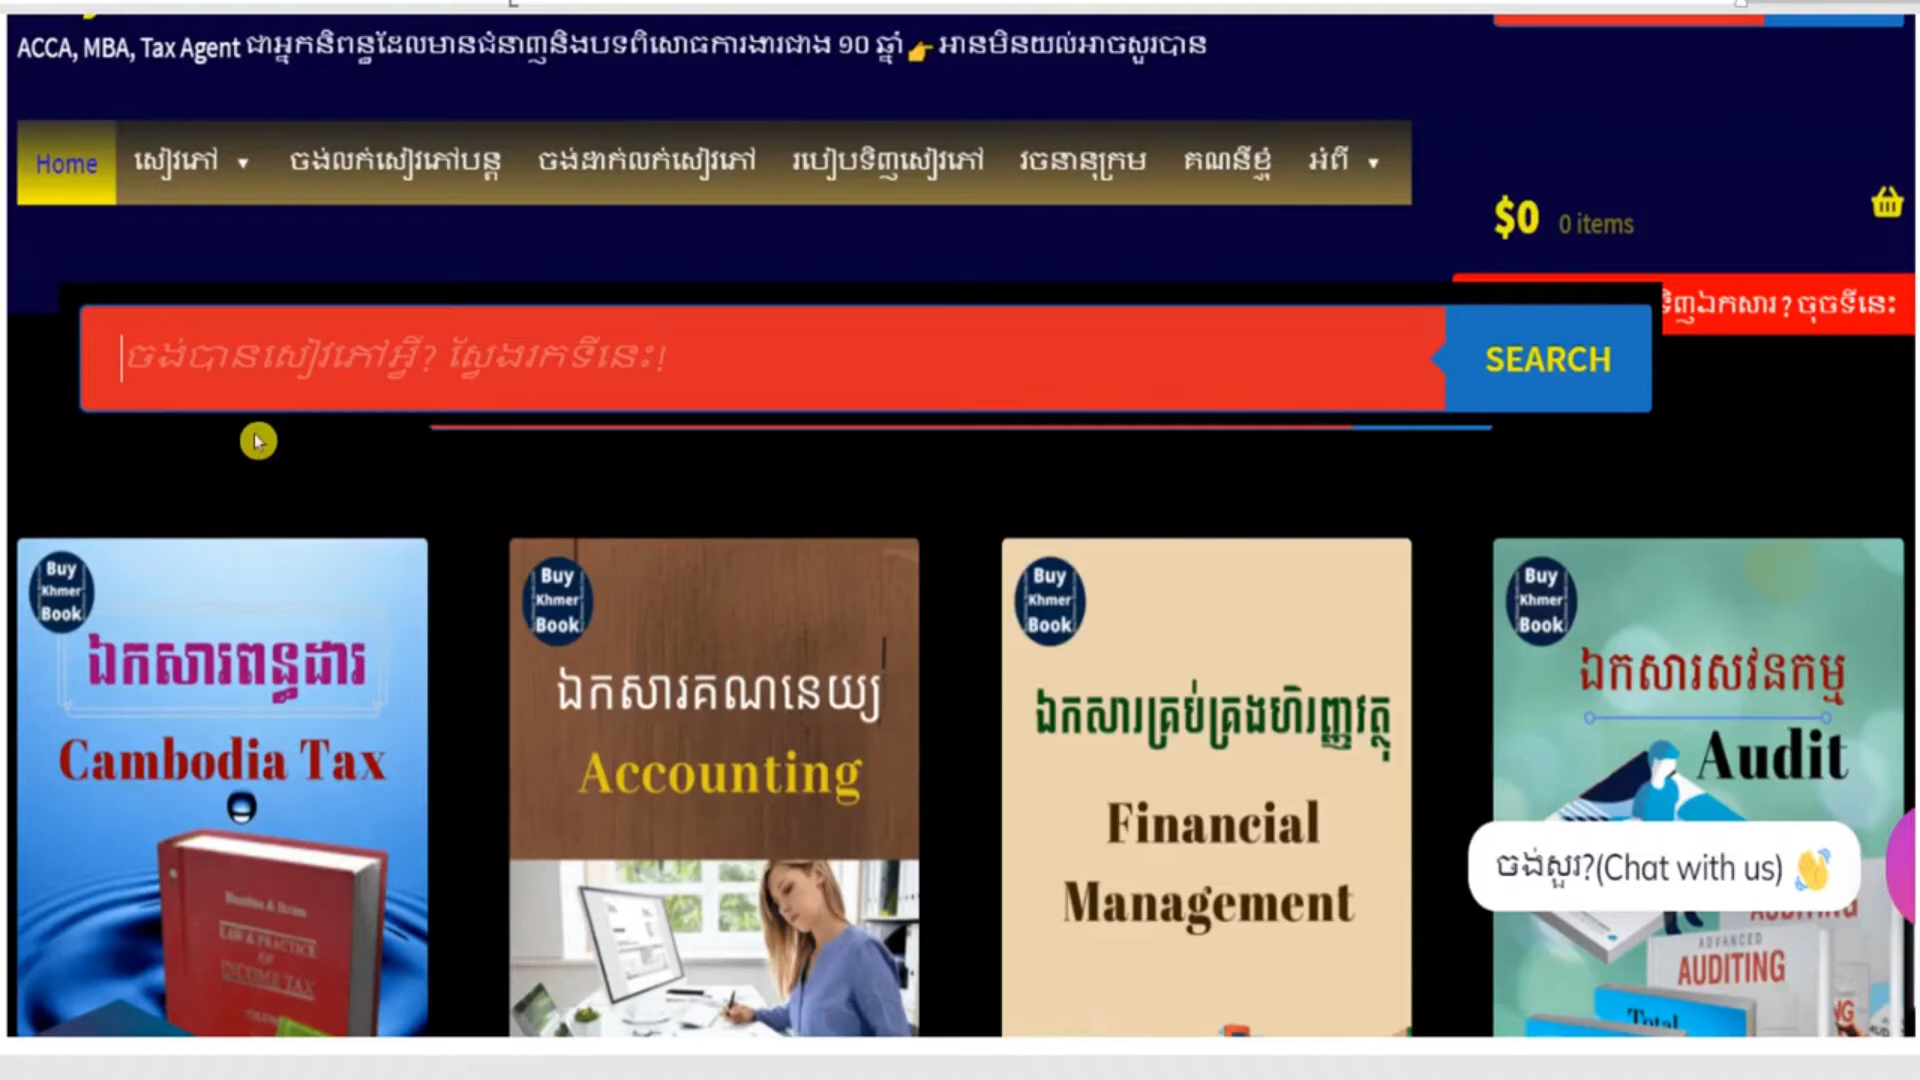 ACCA, MBA, Tax Agent ជាអ្នកនិពន្ធដែលមានជំនាញនិងបទពិសោធការងារជាង ១០ ឆ្នាំ 👉 អានមិនយល់អាចសួរបាន
Home សៀវភៅ ▼ ចង់លក់សៀវភៅបន្ត ចង់ដាក់លក់សៀវភៅ របៀបទិញសៀវភៅ វចនានុក្រម គណនីខ្ញុំ អំពី ▼
$0 0 items
ទិញឯកសារ ? ចុចទីនេះ
ចង់បានសៀវភៅអ្វី? ស្វែងរកទីនេះ!
SEARCH
Buy
Khmer
Book
ឯកសារពន្ធដារ
Cambodia Tax
LAW & PRACTICE
OF
INCOME TAX
Buy
Khmer
Book
ឯកសារគណនេយ្យ
Accounting
Buy
Khmer
Book
ឯកសារគ្រប់គ្រងហិរញ្ញវត្ថុ
Financial
Management
Buy
Khmer
Book
ឯកសារសវនកម្ម
Audit
ចង់សួរ?(Chat with us) 👋
AUDITING
ADVANCED
AUDITING
Total